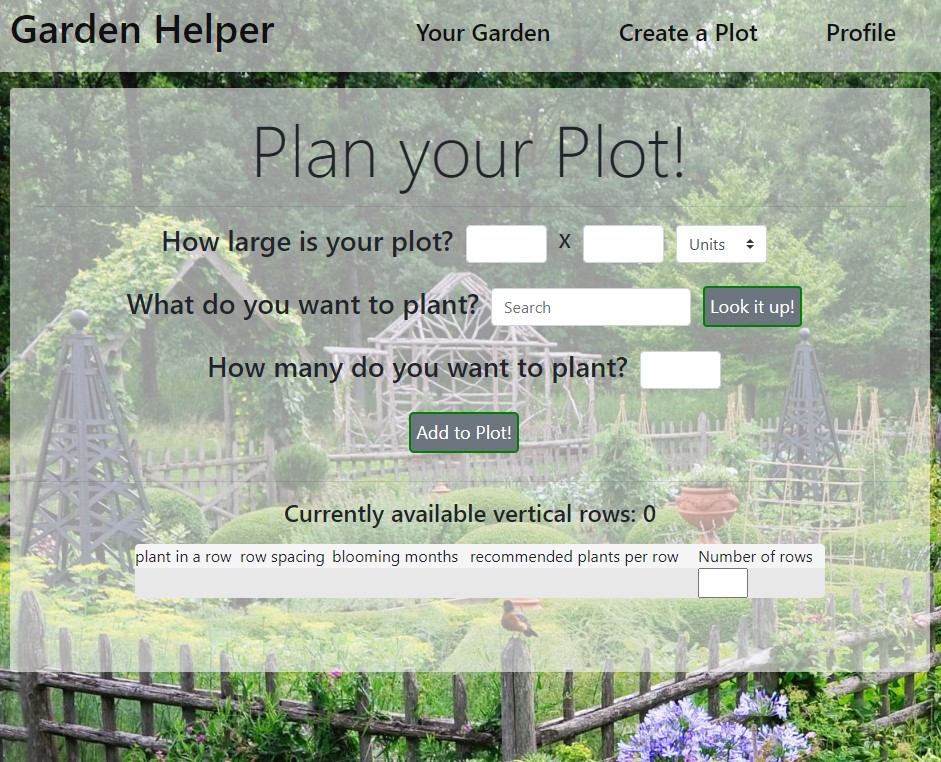 Garden Helper Your Garden Create a Plot Profile
Plan your Plot!
How large is your plot? X Units
What do you want to plant? Search Look it up!
How many do you want to plant?
Add to Plot!
Currently available vertical rows: 0
plant in a row row spacing blooming months recommended plants per row Number of rows